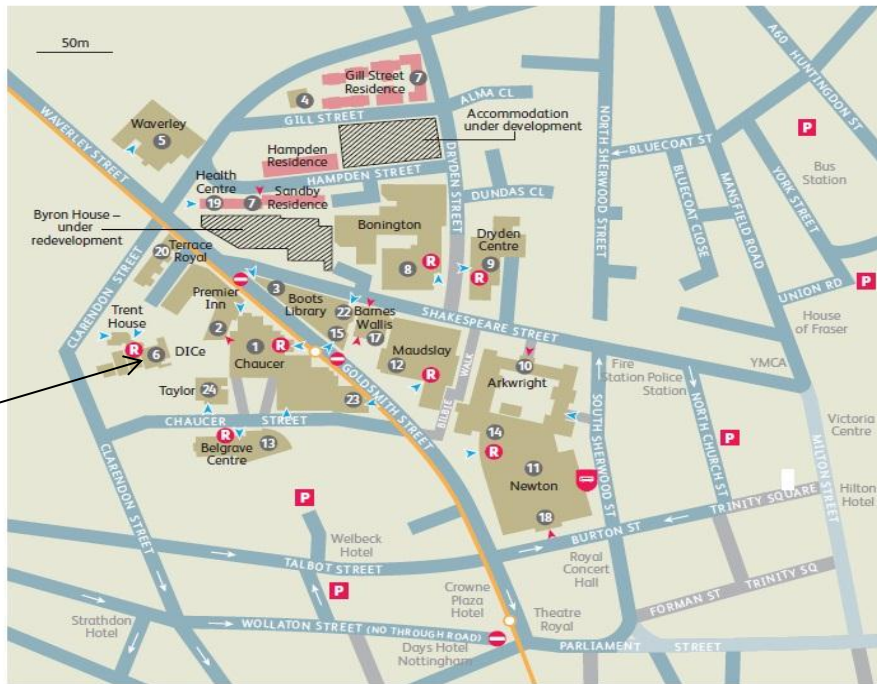 50m
A60 HUNTINGDON ST
Gill Street
Residence
7
4
ALMA CL
GILL STREET
Accommodation
under development
WAVERLEY STREET
Waverley
5
P
NORTH SHERWOOD STREET
BLUECOAT ST
Bus
Station
Hampden
Residence
DRYDEN STREET
HAMPDEN STREET
Health
Centre
19
7
Sandby
Residence
DUNDAS CL
BLUECOAT CLOSE
MANSFIELD ROAD
YORK STREET
Byron House –
under
redevelopment
Bonington
8
R
Dryden
Centre
9
R
20
Terrace
Royal
CLARENDON STREET
UNION RD
P
House
of Fraser
3
Boots
Library
Premier
Inn
2
22
Barnes
Wallis
15
17
SHAKESPEARE STREET
Trent
House
R
6
DICe
1
R
Chaucer
Maudslay
12
R
BILBIE WALK
10
Arkwright
Fire
Station
Police
Station
YMCA
Taylor
24
GOLDSMITH STREET
23
CHAUCER STREET
R
Belgrave
Centre
13
14
R
11
Newton
18
SOUTH SHERWOOD ST
NORTH CHURCH ST
P
Victoria
Centre
MILTON STREET
CLARENDON STREET
P
TRINITY SQUARE
Hilton
Hotel
Welbeck
Hotel
BURTON ST
TALBOT STREET
Royal
Concert
Hall
P
Crowne
Plaza
Hotel
TRINITY SQ
FORMAN ST
Strathdon
Hotel
WOLLATON STREET (NO THROUGH ROAD)
Theatre
Royal
Days Hotel
Nottingham
PARLIAMENT STREET